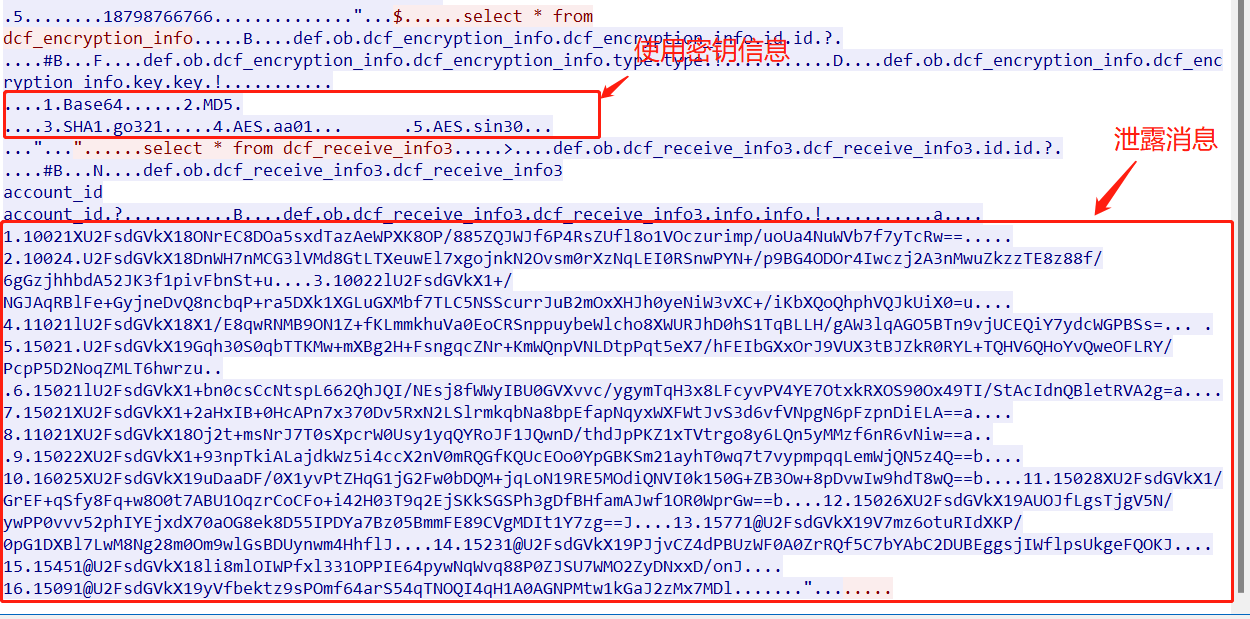 .5........18798766766.............."...$......select * from
dcf_encryption_info.....B....def.ob.dcf_encryption_info.dcf_encryption_info.id.id.?.
使用密钥信息
....#B...F....def.ob.dcf_encryption_info.dcf_encryption_info.type.type.!...........D....def.ob.dcf_encryption_info.dcf_enc
ryption_info.key.key.!...........
....1.Base64......2.MD5.
....3.SHA1.go321.....4.AES.aa01... .5.AES.sin30...
..."..."......select * from dcf_receive_info3.....>....def.ob.dcf_receive_info3.dcf_receive_info3.id.id.?.
泄露消息
....#B...N....def.ob.dcf_receive_info3.dcf_receive_info3
account_id
account_id.?...........B....def.ob.dcf_receive_info3.dcf_receive_info3.info.info.!...........a....
1.10021XU2FsdGVkX18ONrEC8DOa5sxdTazAeWPXK8OP/885ZQJWJf6P4RsZUfl8o1VOczurimp/uoUa4NuWVb7f7yTcRw==.....
2.10024.U2FsdGVkX18DnWH7nMCG3lVMd8GtLTXeuwEl7xgojnkN2Ovsm0rXzNqLEI0RSnwPYN+/p9BG4ODOr4Iwczj2A3nMwuZkzzTE8z88f/
6gGzjhhbdA52JK3f1pivFbnSt+u....3.10022lU2FsdGVkX1+/
NGJAqRBlFe+GyjneDvQ8ncbqP+ra5DXk1XGLuGXMbf7TLC5NSScurrJuB2mOxXHJh0yeNiW3vXC+/iKbXQoQhphVQJkUiX0=u....
4.11021lU2FsdGVkX18X1/E8qwRNMB9ON1Z+fKLmmkhuVa0EoCRSnppuybeWlcho8XWURJhD0hS1TqBLLH/gAW3lqAGO5BTn9vjUCEQiY7ydcWGPBSs=... .
5.15021.U2FsdGVkX19Gqh30S0qbTTKMw+mXBg2H+FsngqcZNr+KmWQnpVNLDtpPqt5eX7/hFEIbGXxOrJ9VUX3tBJZkR0RYL+TQHV6QHoYvQweOFLRY/
PcpP5D2NoqZMLT6hwrzu..
.6.15021lU2FsdGVkX1+bn0csCcNtspL662QhJQI/NEsj8fWWyIBU0GVXvvc/ygymTqH3x8LFcyvPV4YE7OtxkRXOS90Ox49TI/StAcIdnQBletRVA2g=a....
7.15021XU2FsdGVkX1+2aHxIB+0HcAPn7x370Dv5RxN2LSlrmkqbNa8bpEfapNqyxWXFWtJvS3d6vfVNpgN6pFzpnDiELA==a....
8.11021XU2FsdGVkX18Oj2t+msNrJ7T0sXpcrW0Usy1yqQYRoJF1JQwnD/thdJpPKZ1xTVtrgo8y6LQn5yMMzf6nR6vNiw==a..
.9.15022XU2FsdGVkX1+93npTkiALajdkWz5i4ccX2nV0mRQGfKQUcEOo0YpGBKSm21ayhT0wq7t7vypmpqqLemWjQN5z4Q==b....
10.16025XU2FsdGVkX19uDaaDF/0X1yvPtZHqG1jG2Fw0bDQM+jqLoN19RE5MOdiQNVI0k150G+ZB3Ow+8pDvwIw9hdT8wQ==b....11.15028XU2FsdGVkX1/
GrEF+qSfy8Fq+w8O0t7ABU1OqzrCoCFo+i42H03T9q2EjSKkSGSPh3gDfBHfamAJwf1OR0WprGw==b....12.15026XU2FsdGVkX19AUOJfLgsTjgV5N/
ywPP0vvv52phIYEjxdX70aOG8ek8D55IPDYa7Bz05BmmFE89CVgMDIt1Y7zg==J....13.15771@U2FsdGVkX19V7mz6otuRIdXKP/
0pG1DXBl7LwM8Ng28m0Om9wlGsBDUynwm4HhflJ....14.15231@U2FsdGVkX19PJjvCZ4dPBUzWF0A0ZrRQf5C7bYAbC2DUBEggsjIWflpsUkgeFQOKJ....
15.15451@U2FsdGVkX18li8mlOIWPfxl331OPPIE64pywNqWvq88P0ZJSU7WMO2ZyDNxxD/onJ....
16.15091@U2FsdGVkX19yVfbektz9sPOmf64arS54qTNOQI4qH1A0AGNPMtw1kGaJ2zMx7MDl.......".........